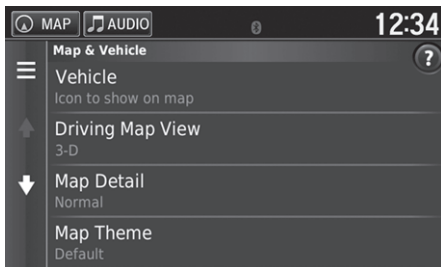 MAP AUDIO 12:34
Map & Vehicle
?
Vehicle
Icon to show on map
Driving Map View
3-D
Map Detail
Normal
Map Theme
Default